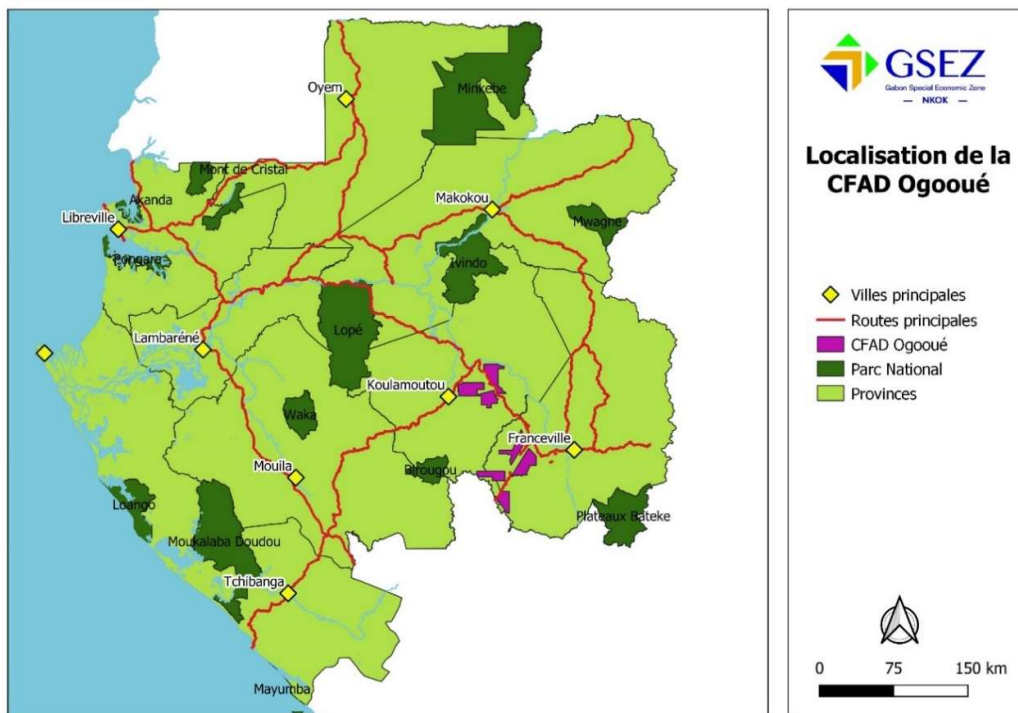 GSEZ
Gabon Special Economic Zone
— NKOK —
Localisation de la
CFAD Ogooué
Villes principales
Routes principales
CFAD Ogooué
Parc National
Provinces
0 75 150 km
Oyem
Minkebe
Mont de Cristal
Akanda
Makokou
Libreville
Mwagne
Pongara
Ivindo
Lopé
Lambaréné
Koulamoutou
Waka
Franceville
Mouila
Birougou
Loango
Plateaux Bateke
Moukalaba Doudou
Tchibanga
Mayumba